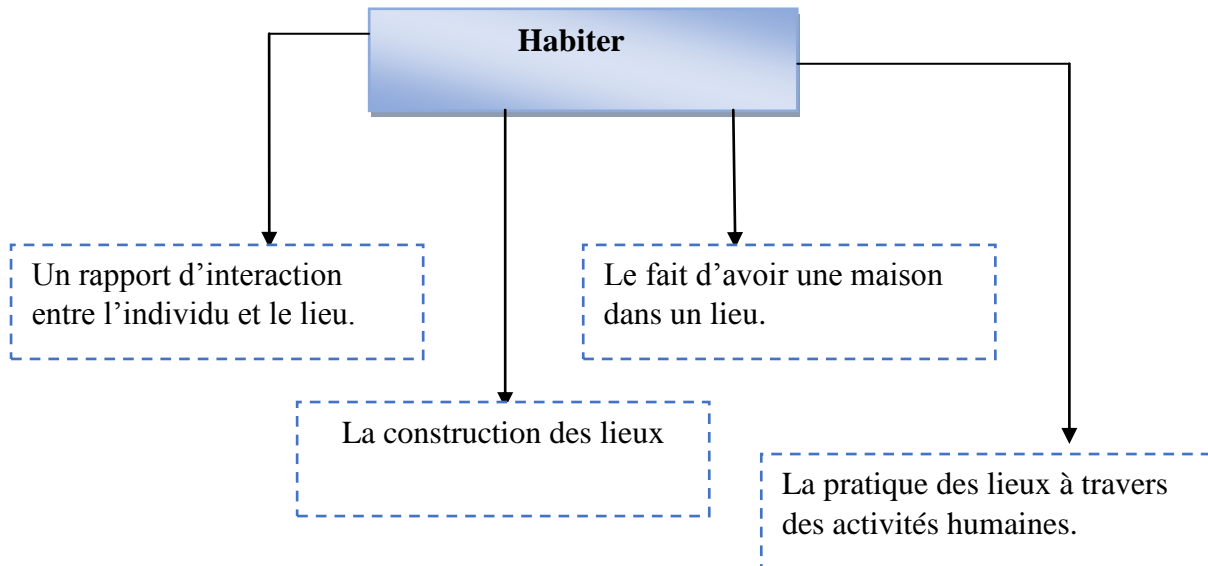 Habiter
Un rapport d’interaction
entre l’individu et le lieu.
Le fait d’avoir une maison
dans un lieu.
La construction des lieux
La pratique des lieux à travers
des activités humaines.